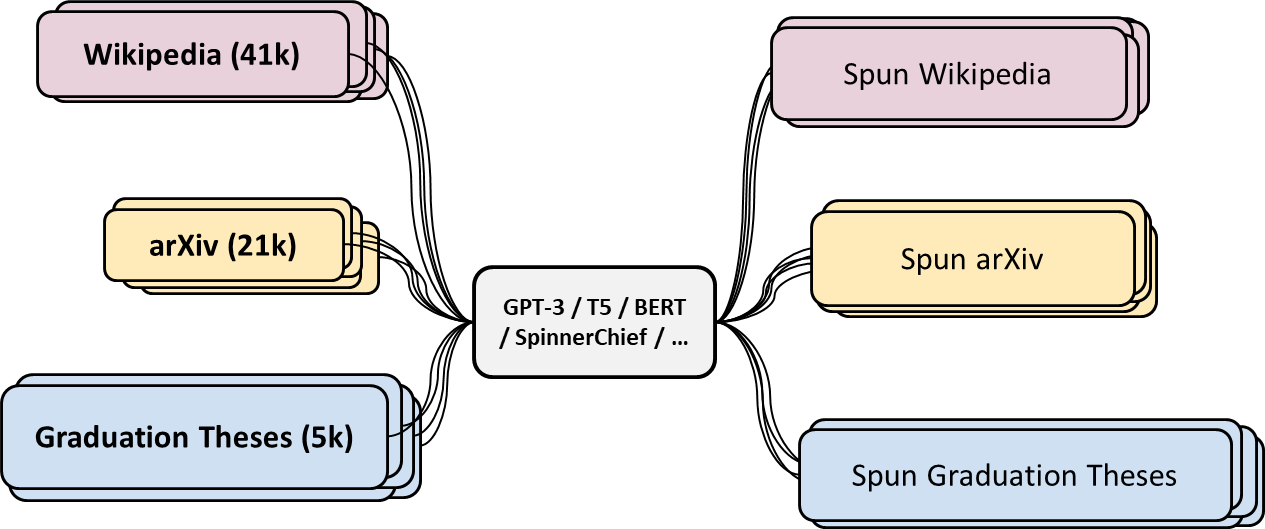 Wikipedia (41k)
arXiv (21k)
Graduation Theses (5k)
GPT-3 / T5 / BERT
/ SpinnerChief / ...
Spun Wikipedia
Spun arXiv
Spun Graduation Theses